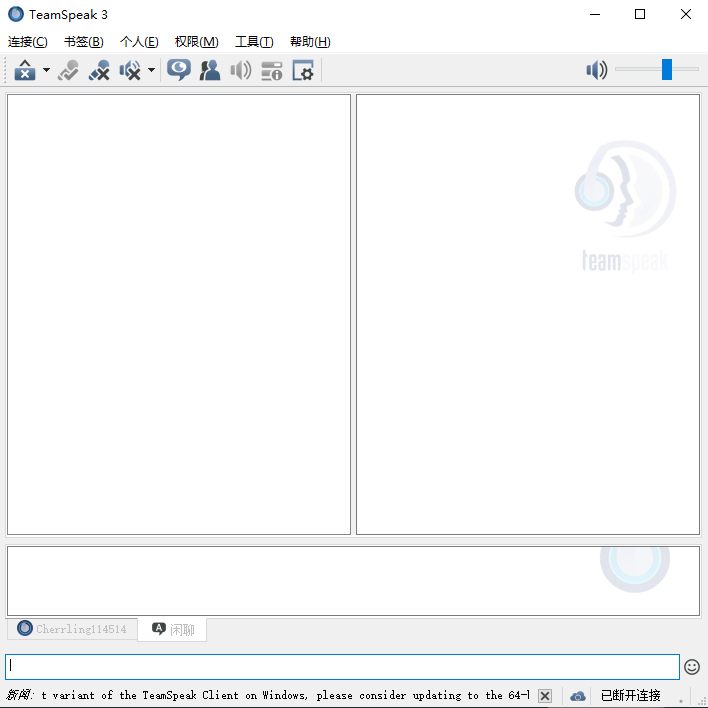 TeamSpeak 3
连接(C) 书签(B) 个人(E) 权限(M) 工具(T) 帮助(H)
teamspeak
Cherrling114514 闲聊
新闻: t variant of the TeamSpeak Client on Windows, please consider updating to the 64-b 已断开连接